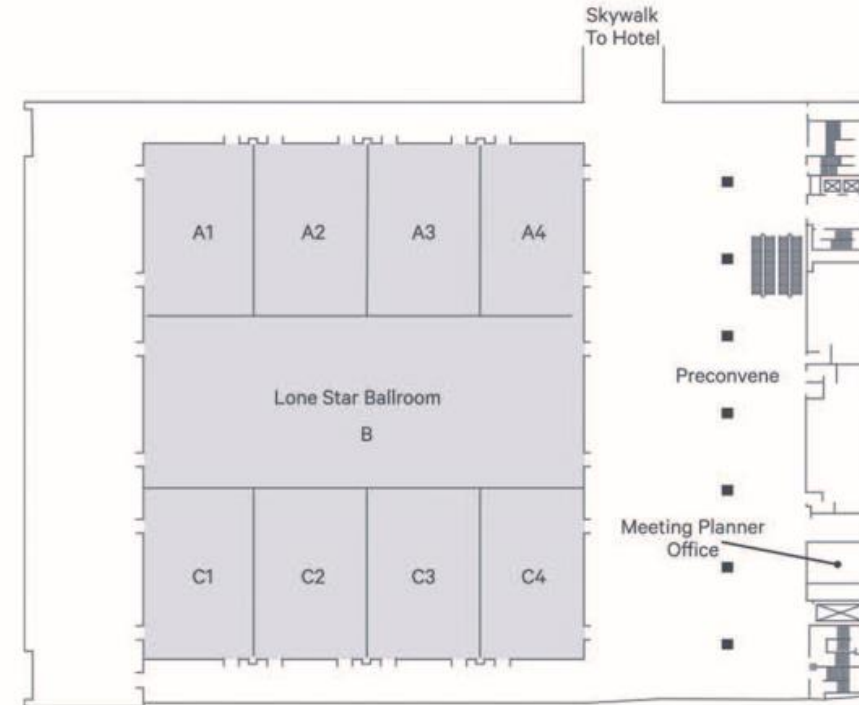 Skywalk
To Hotel
A1
A2
A3
A4
Lone Star Ballroom
B
Preconvene
Meeting Planner
Office
C1
C2
C3
C4